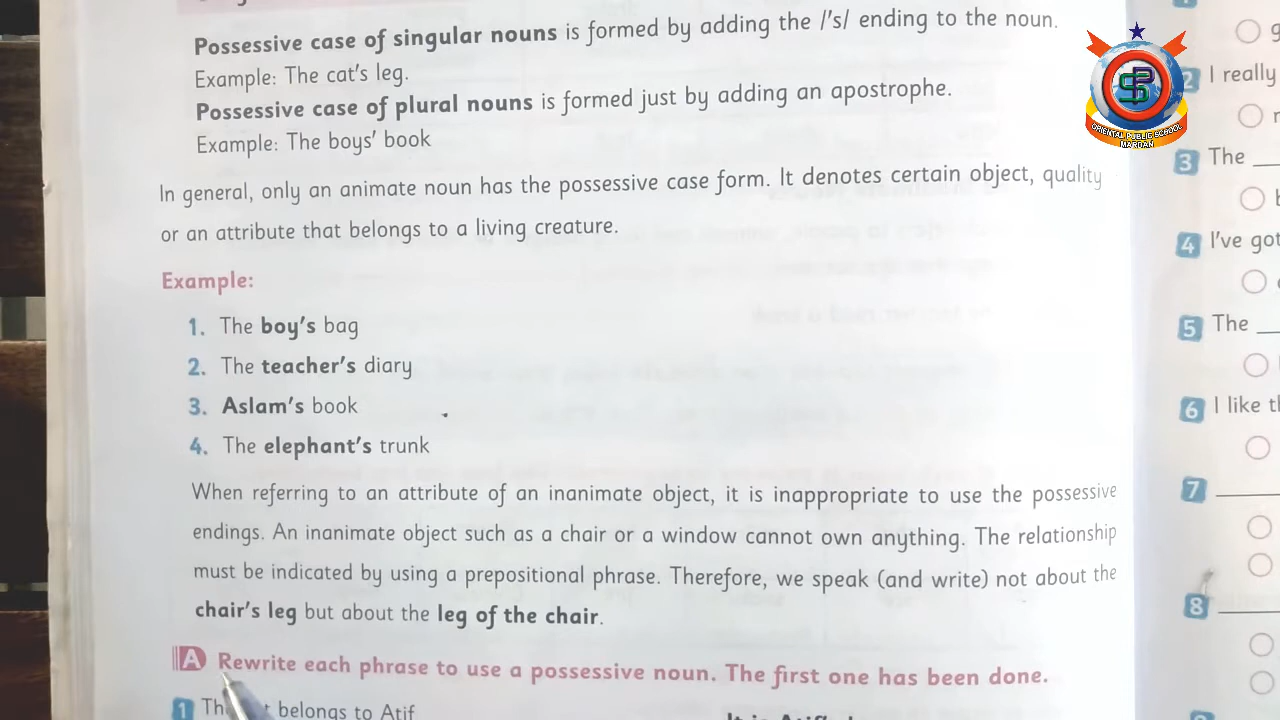 Possessive case of singular nouns is formed by adding the /'s/ ending to the noun.
Example: The cat's leg.
Possessive case of plural nouns is formed just by adding an apostrophe.
Example: The boys' book
In general, only an animate noun has the possessive case form. It denotes certain object, quality
or an attribute that belongs to a living creature.
Example:
1. The boy's bag
2. The teacher's diary
3. Aslam's book
4. The elephant's trunk
When referring to an attribute of an inanimate object, it is inappropriate to use the possessive
endings. An inanimate object such as a chair or a window cannot own anything. The relationship
must be indicated by using a prepositional phrase. Therefore, we speak (and write) not about the
chair's leg but about the leg of the chair.
A Rewrite each phrase to use a possessive noun. The first one has been done.
1 belongs to Atif
It is
2 I really
3 The
4 I've got
5 The
6 I like
7
8
ORIENTAL PUBLIC SCHOOL
MARDAN